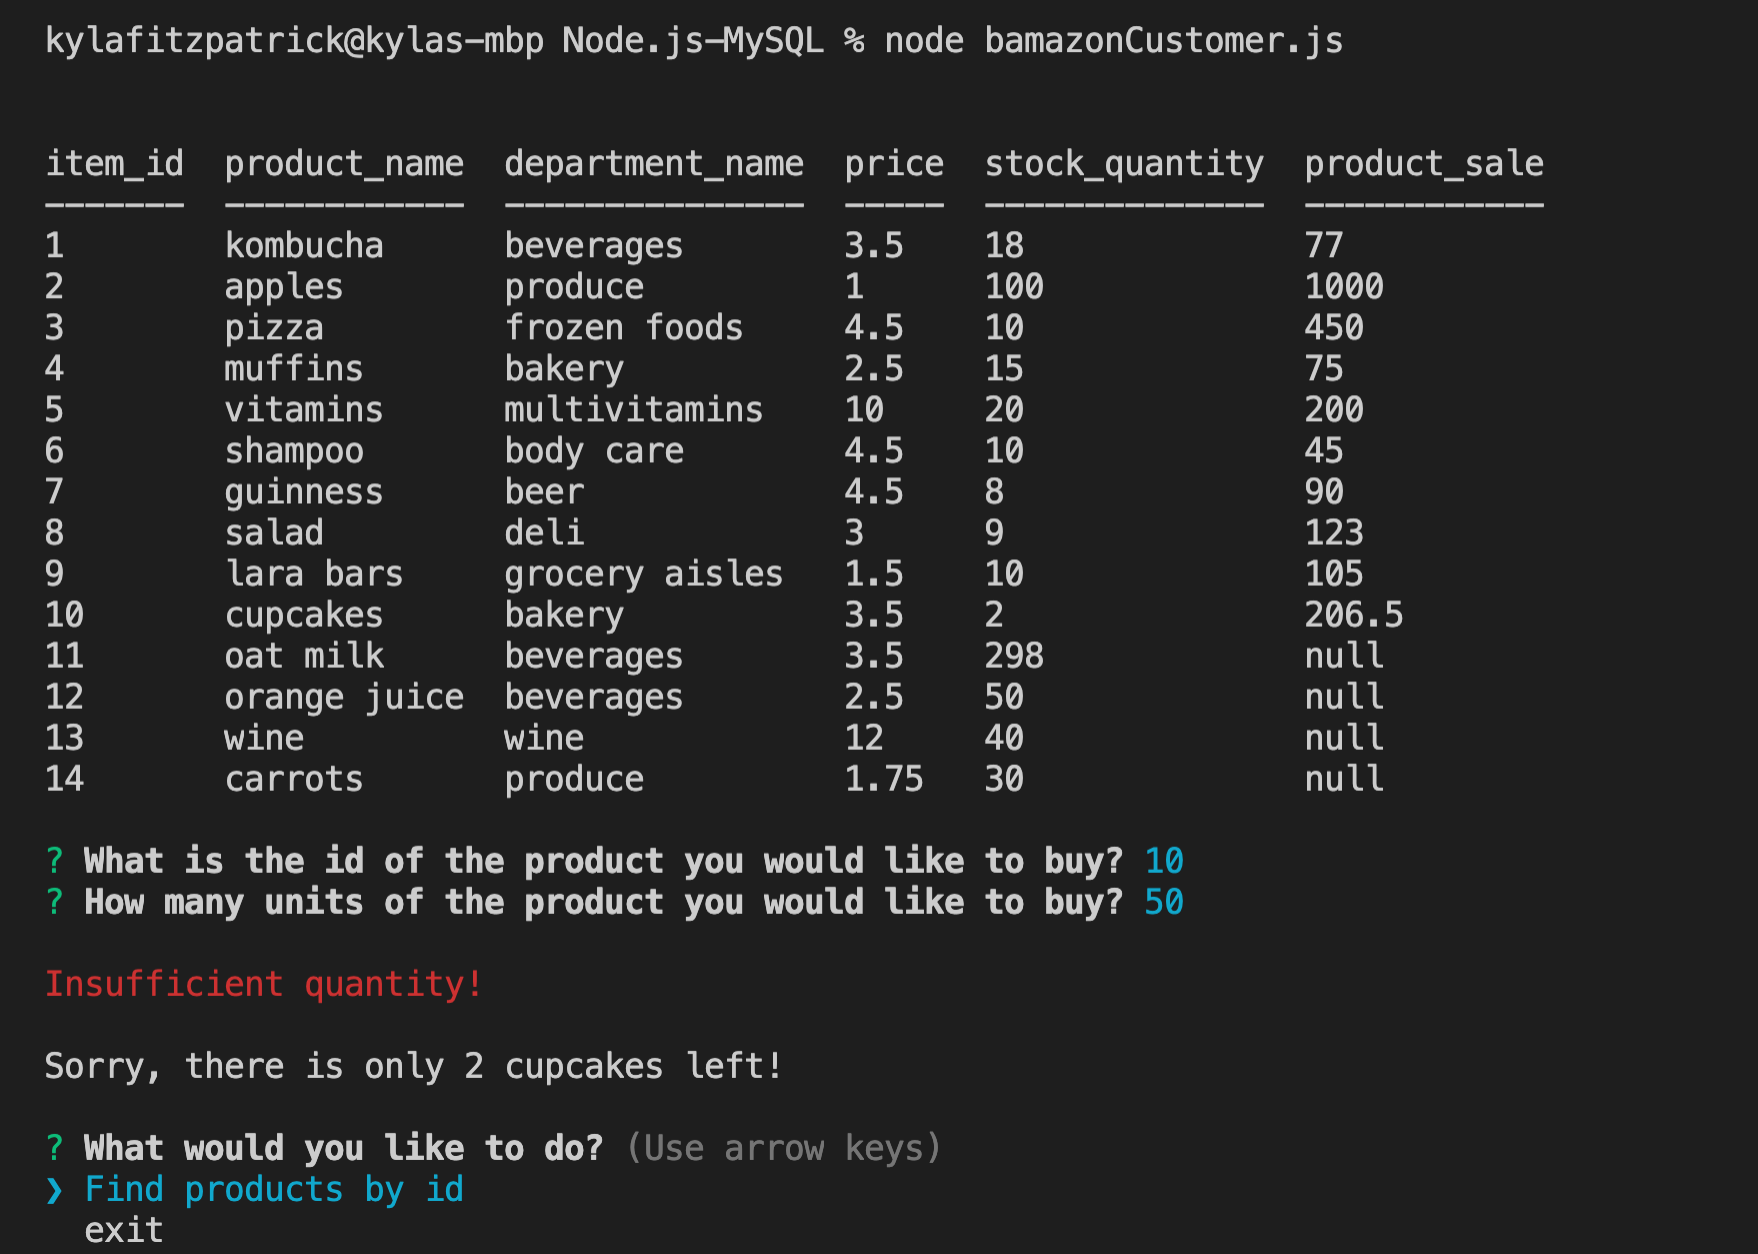 kylafitzpatrick@kylas-mbp Node.js-MySQL % node bamazonCustomer.js
item_id  product_name  department_name  price  stock_quantity  product_sale
-------  ------------  ---------------  -----  --------------  ------------
1        kombucha      beverages        3.5    18              77
2        apples        produce          1      100             1000
3        pizza         frozen foods     4.5    10              450
4        muffins       bakery           2.5    15              75
5        vitamins      multivitamins    10     20              200
6        shampoo       body care        4.5    10              45
7        guinness      beer             4.5    8               90
8        salad         deli             3      9               123
9        lara bars     grocery aisles   1.5    10              105
10       cupcakes      bakery           3.5    2               206.5
11       oat milk      beverages        3.5    298             null
12       orange juice  beverages        2.5    50              null
13       wine          wine             12     40              null
14       carrots       produce          1.75   30              null
? What is the id of the product you would like to buy? 10
? How many units of the product you would like to buy? 50
Insufficient quantity!
Sorry, there is only 2 cupcakes left!
? What would you like to do? (Use arrow keys)
❯ Find products by id
  exit